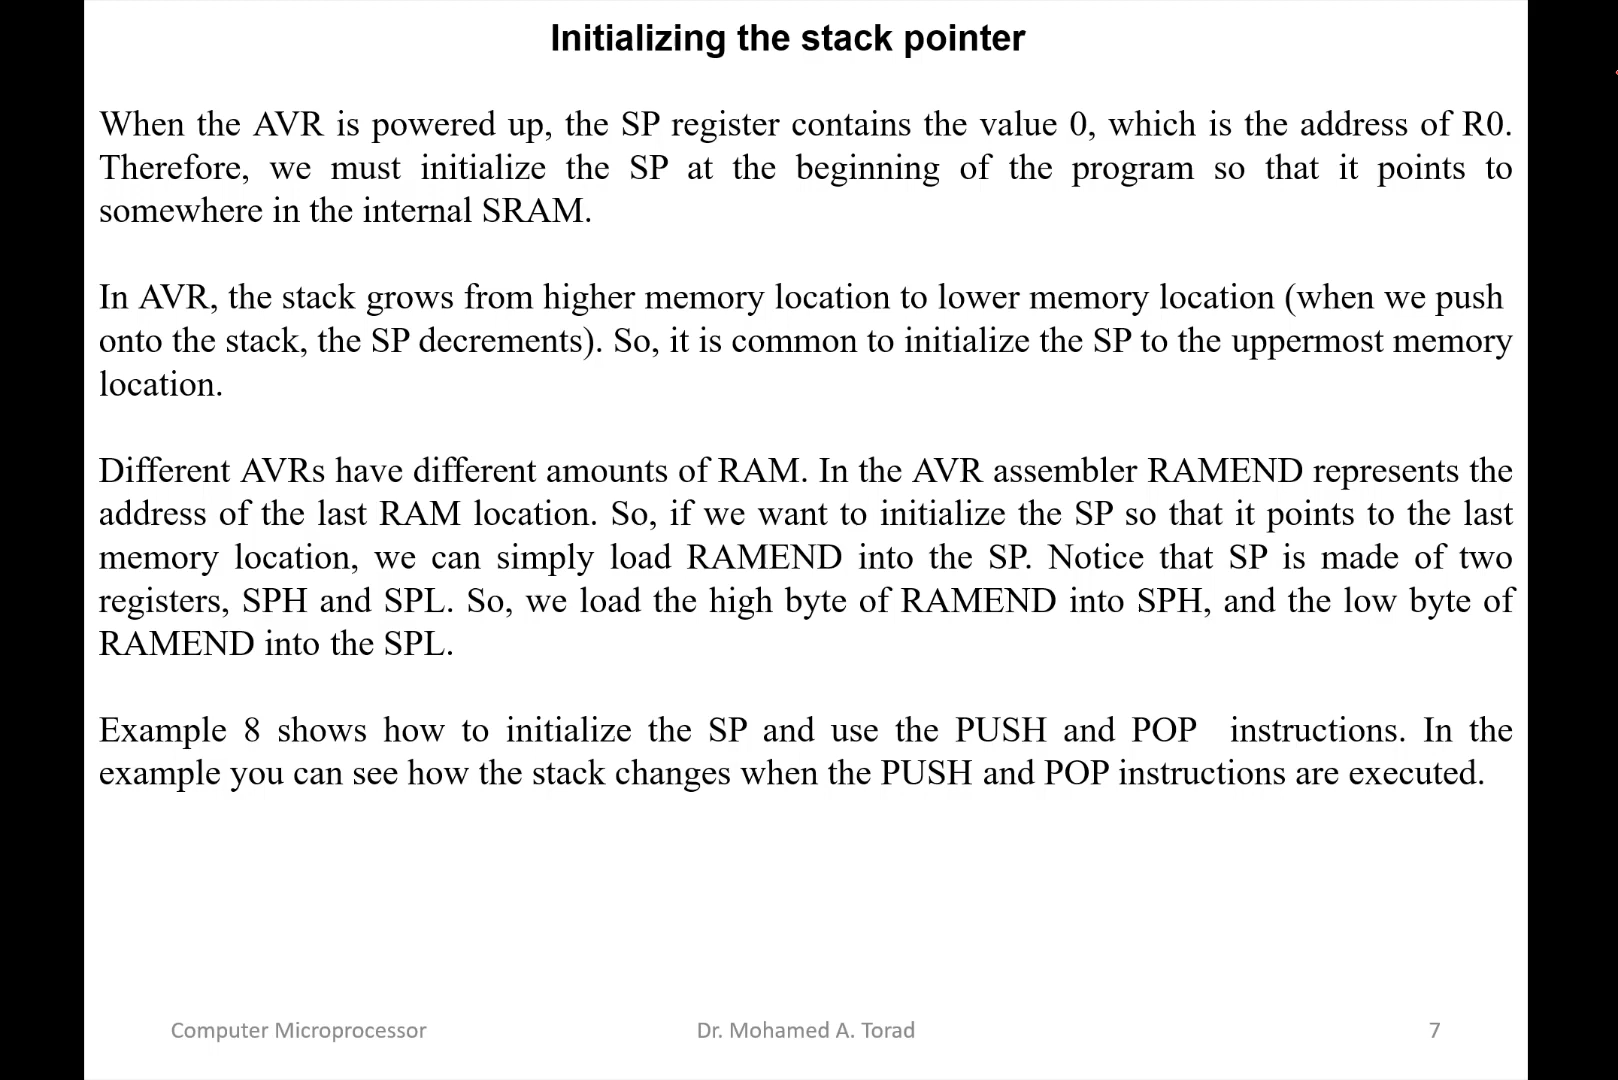 Initializing the stack pointer
When the AVR is powered up, the SP register contains the value 0, which is the address of R0.
Therefore, we must initialize the SP at the beginning of the program so that it points to
somewhere in the internal SRAM.
In AVR, the stack grows from higher memory location to lower memory location (when we push
onto the stack, the SP decrements). So, it is common to initialize the SP to the uppermost memory
location.
Different AVRs have different amounts of RAM. In the AVR assembler RAMEND represents the
address of the last RAM location. So, if we want to initialize the SP so that it points to the last
memory location, we can simply load RAMEND into the SP. Notice that SP is made of two
registers, SPH and SPL. So, we load the high byte of RAMEND into SPH, and the low byte of
RAMEND into the SPL.
Example 8 shows how to initialize the SP and use the PUSH and POP instructions. In the
example you can see how the stack changes when the PUSH and POP instructions are executed.
Computer Microprocessor
Dr. Mohamed A. Torad
7